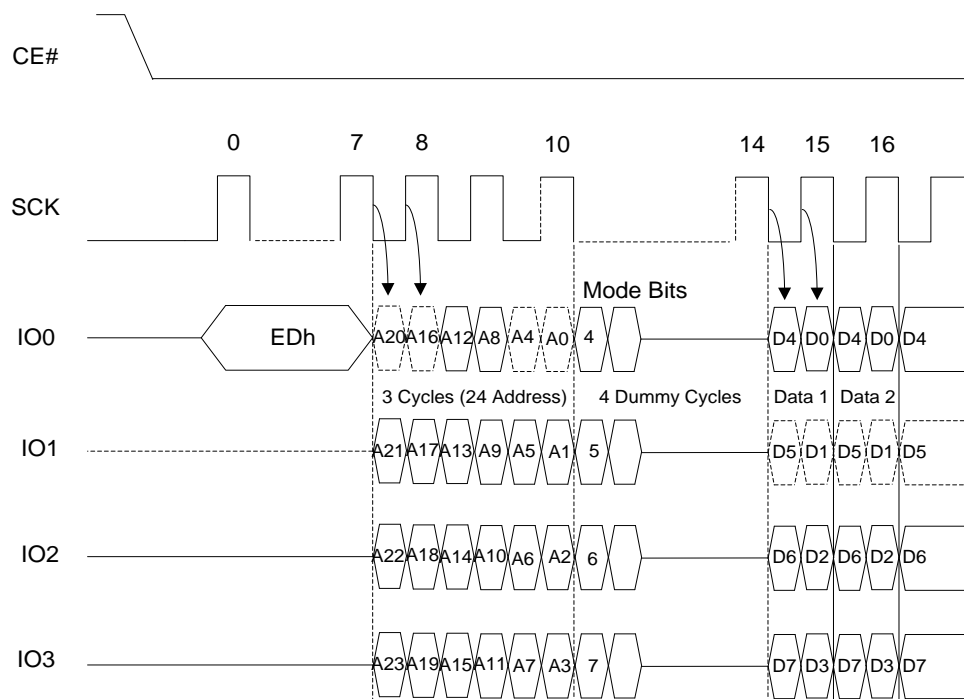 CE#
0 7 8 10 14 15 16
SCK
Mode Bits
IO0 EDh A20 A16 A12 A8 A4 A0 4 D4 D0 D4 D0 D4
3 Cycles (24 Address) 4 Dummy Cycles Data 1 Data 2
IO1 A21 A17 A13 A9 A5 A1 5 D5 D1 D5 D1 D5
IO2 A22 A18 A14 A10 A6 A2 6 D6 D2 D6 D2 D6
IO3 A23 A19 A15 A11 A7 A3 7 D7 D3 D7 D3 D7